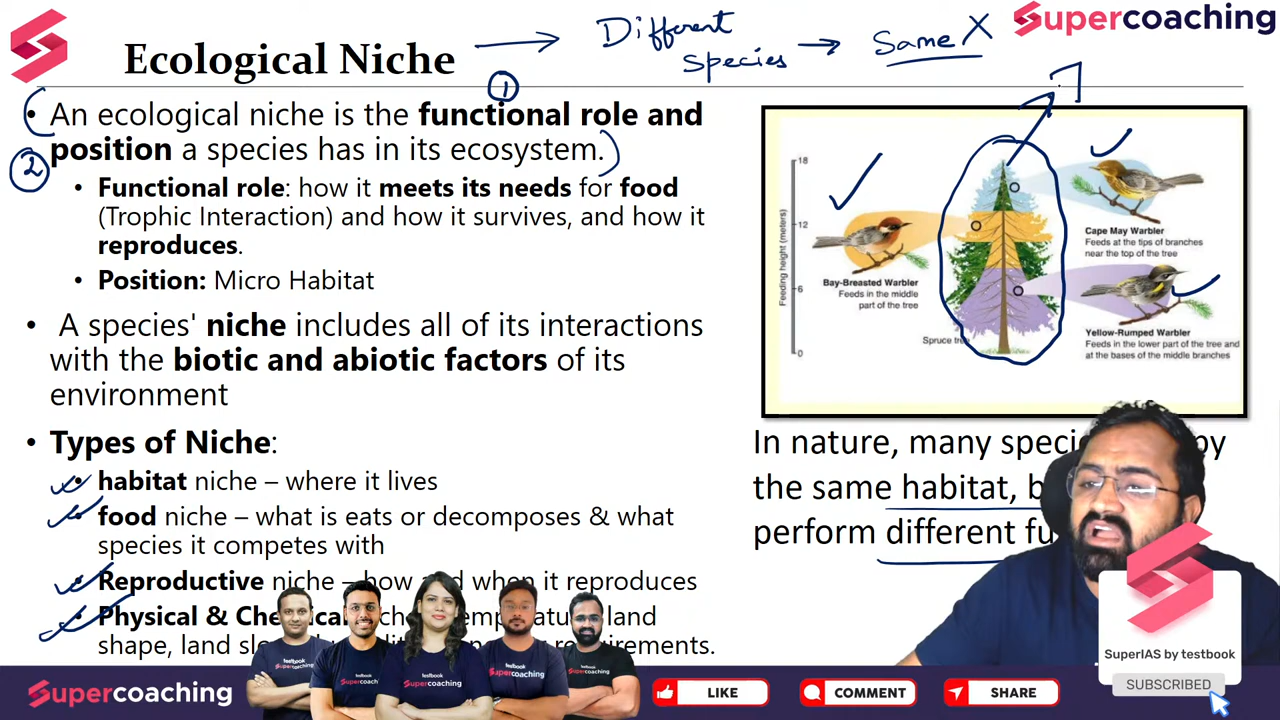 Ecological Niche
→ Different Species → Same X
Supercoaching
1
• An ecological niche is the functional role and
2
position a species has in its ecosystem.
• Functional role: how it meets its needs for food
(Trophic Interaction) and how it survives, and how it
reproduces.
• Position: Micro Habitat
• A species' niche includes all of its interactions
with the biotic and abiotic factors of its
environment
• Types of Niche:
• habitat niche – where it lives
• food niche – what is eats or decomposes & what
species it competes with
• Reproductive niche – how and when it reproduces
• Physical & Chemical
land
shape, land
requirements.
Feeding height (meters)
18
12
6
0
Bay-Breasted Warbler
Feeds in the middle
part of the tree
Spruce tree
Cape May Warbler
Feeds at the tips of branches
near the top of the tree
Yellow-Rumped Warbler
Feeds in the lower part of the tree and
at the bases of the middle branches
In nature, many
by
the same habitat,
perform different
testbook
Supercoaching
LIKE
COMMENT
SHARE
SuperIAS by testbook
SUBSCRIBED